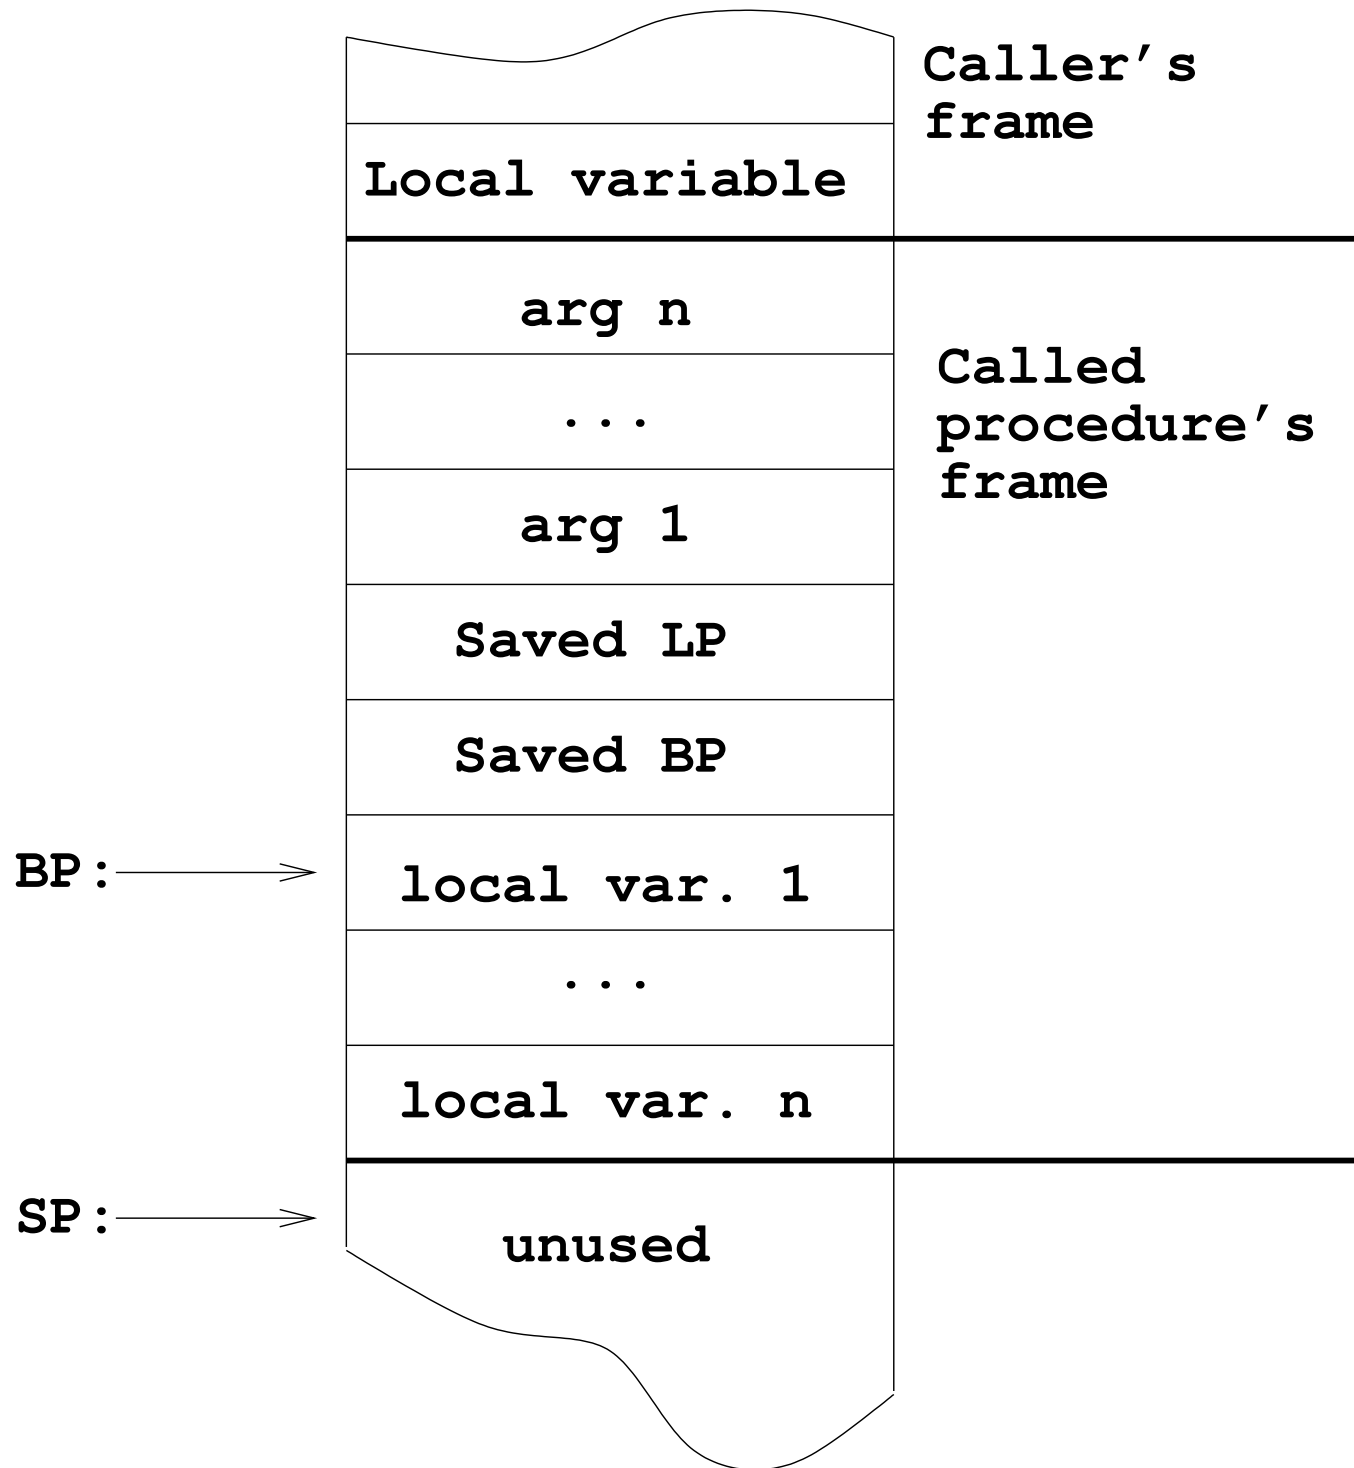 Caller's
frame
Local variable
arg n
...
Called
procedure's
frame
arg 1
Saved LP
Saved BP
BP:
local var. 1
...
local var. n
SP:
unused